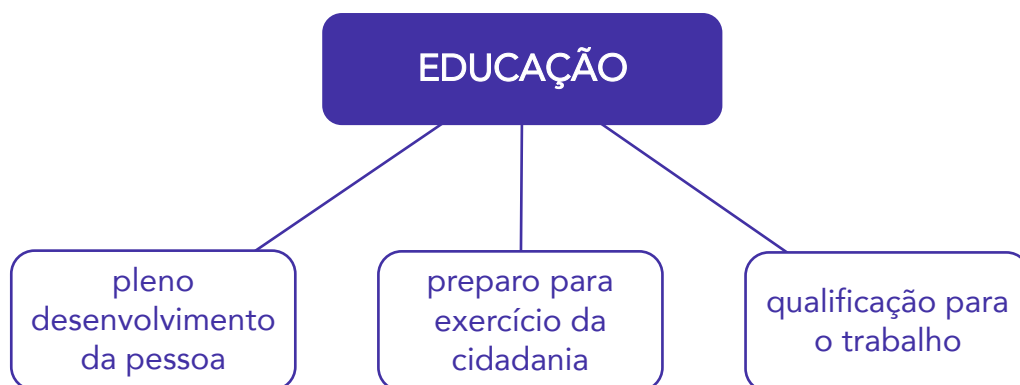 EDUCAÇÃO
pleno
desenvolvimento
da pessoa
preparo para
exercício da
cidadania
qualificação para
o trabalho